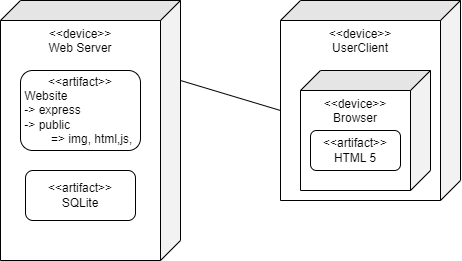 <<device>>
Web Server
<<artifact>>
Website
-> express
-> public
=> img, html,js,
<<artifact>>
SQLite
<<device>>
UserClient
<<device>>
Browser
<<artifact>>
HTML 5